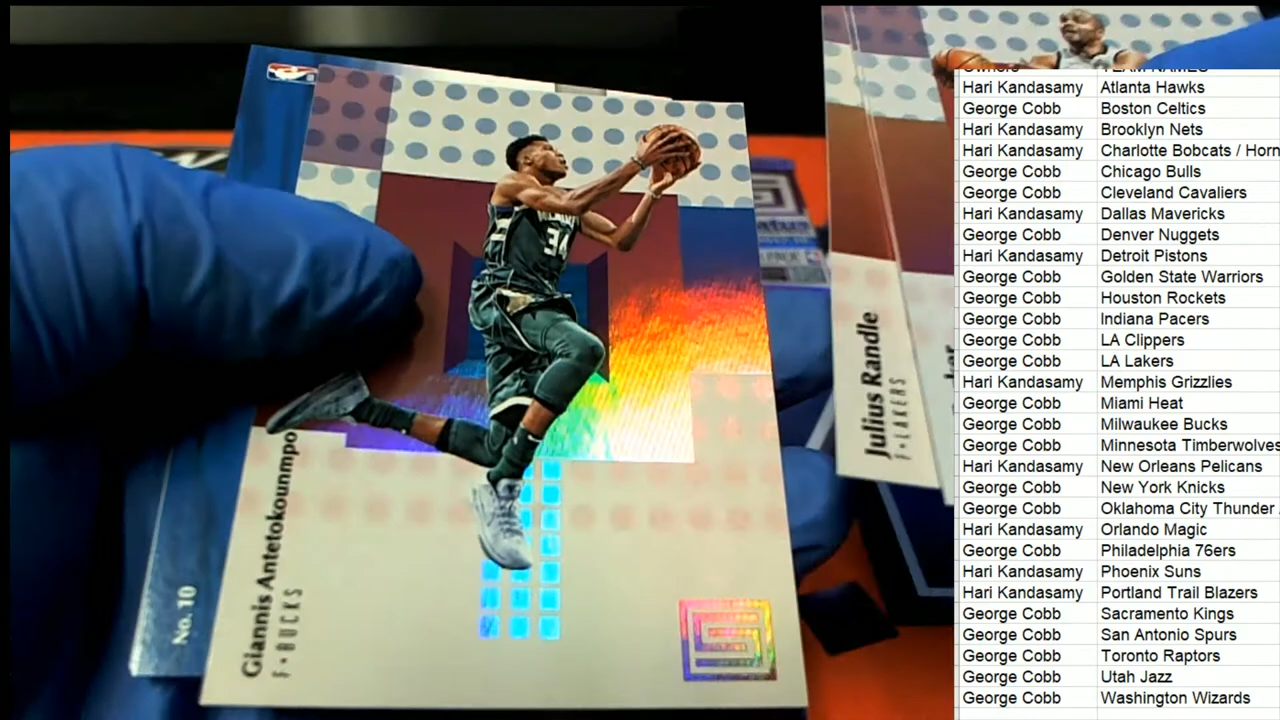 Giannis Antetokounmpo
F • BUCKS
34
No. 10
Julius Randle
F • LAKERS
Owners TEAM NAMES
Hari Kandasamy Atlanta Hawks
George Cobb Boston Celtics
Hari Kandasamy Brooklyn Nets
Hari Kandasamy Charlotte Bobcats / Horn
George Cobb Chicago Bulls
George Cobb Cleveland Cavaliers
Hari Kandasamy Dallas Mavericks
George Cobb Denver Nuggets
Hari Kandasamy Detroit Pistons
George Cobb Golden State Warriors
George Cobb Houston Rockets
George Cobb Indiana Pacers
George Cobb LA Clippers
George Cobb LA Lakers
Hari Kandasamy Memphis Grizzlies
George Cobb Miami Heat
George Cobb Milwaukee Bucks
George Cobb Minnesota Timberwolves
Hari Kandasamy New Orleans Pelicans
George Cobb New York Knicks
George Cobb Oklahoma City Thunder
Hari Kandasamy Orlando Magic
George Cobb Philadelphia 76ers
Hari Kandasamy Phoenix Suns
Hari Kandasamy Portland Trail Blazers
George Cobb Sacramento Kings
George Cobb San Antonio Spurs
George Cobb Toronto Raptors
George Cobb Utah Jazz
George Cobb Washington Wizards